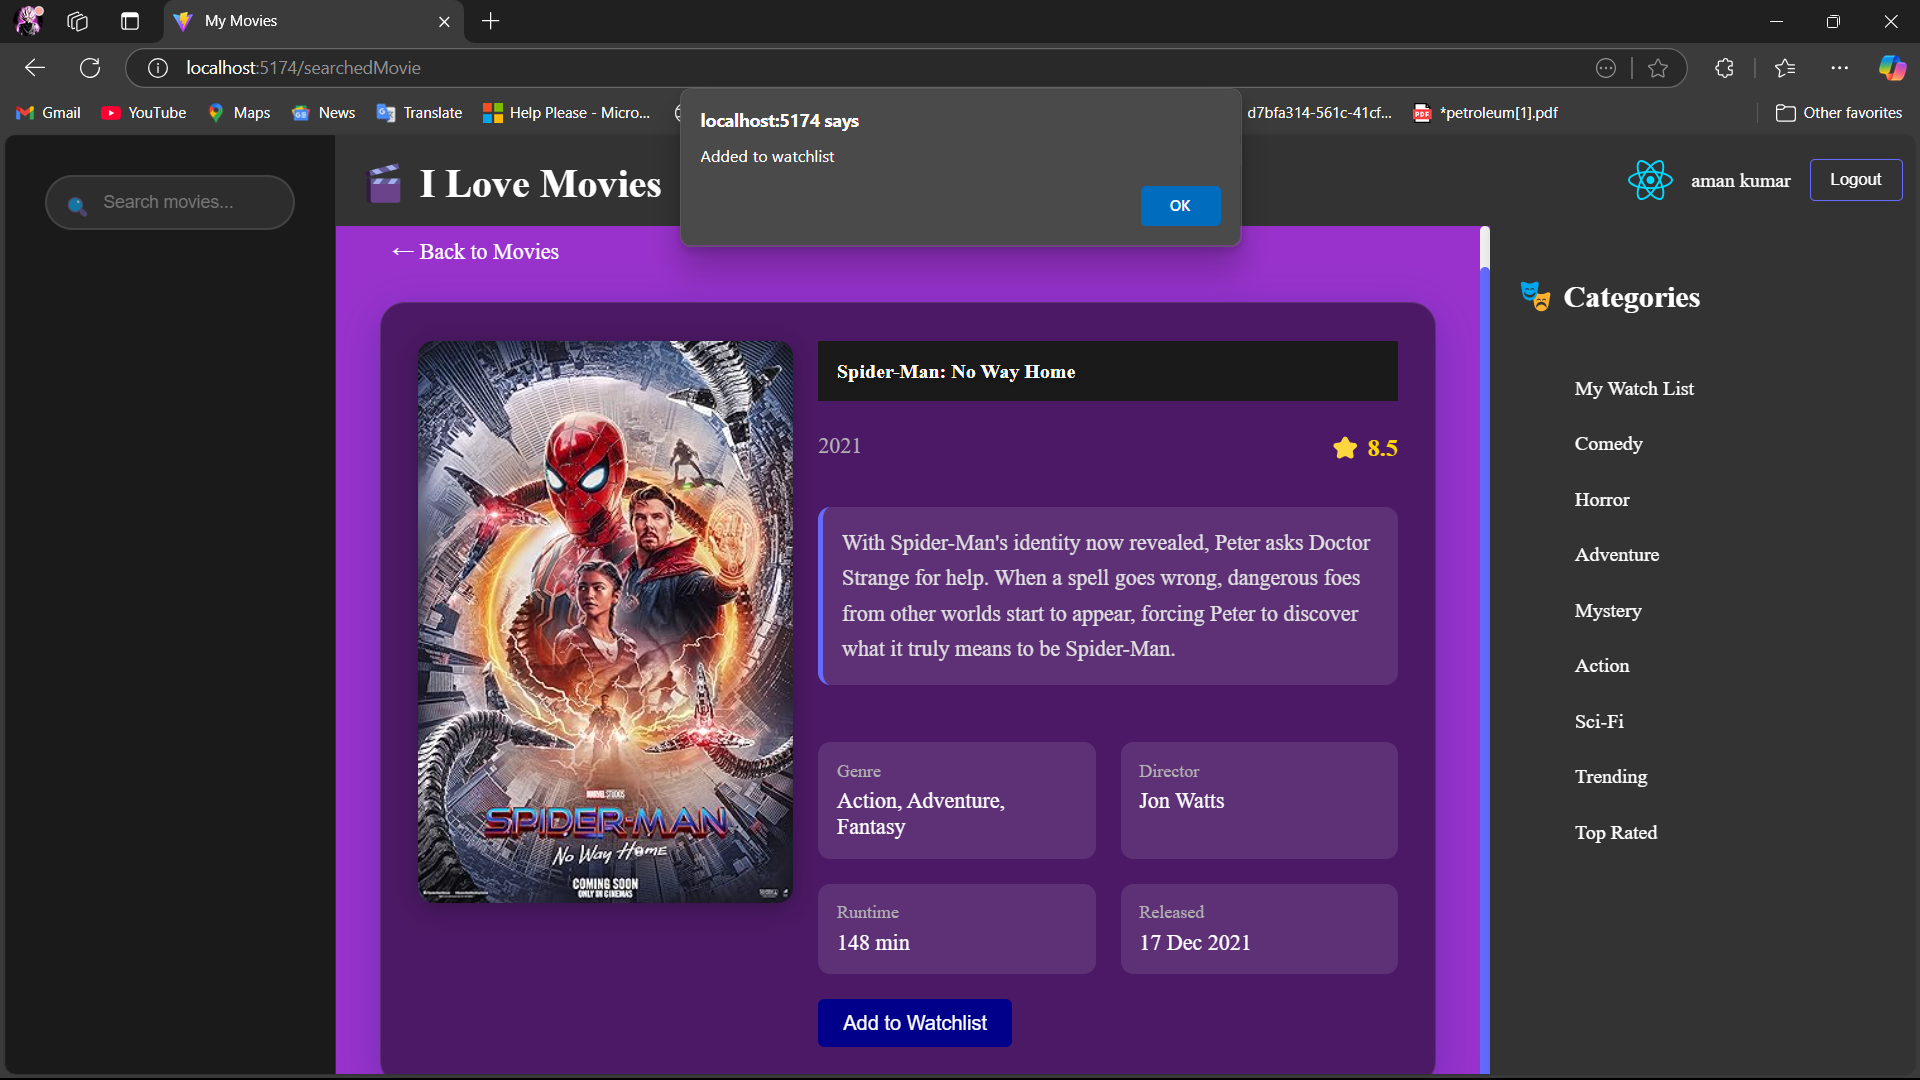 My Movies
localhost:5174/searchedMovie
Gmail
YouTube
Maps
News
Translate
Help Please - Micro...
d7bfa314-561c-41cf...
PDF
*petroleum[1].pdf
Other favorites
localhost:5174 says
Added to watchlist
OK
Search movies...
I Love Movies
aman kumar
Logout
← Back to Movies
Spider-Man: No Way Home
2021
8.5
With Spider-Man's identity now revealed, Peter asks Doctor
Strange for help. When a spell goes wrong, dangerous foes
from other worlds start to appear, forcing Peter to discover
what it truly means to be Spider-Man.
MARVEL STUDIOS
SPIDER-MAN
No Way Home
COMING SOON
ONLY IN CINEMAS
Genre
Action, Adventure,
Fantasy
Director
Jon Watts
Runtime
148 min
Released
17 Dec 2021
Add to Watchlist
Categories
My Watch List
Comedy
Horror
Adventure
Mystery
Action
Sci-Fi
Trending
Top Rated